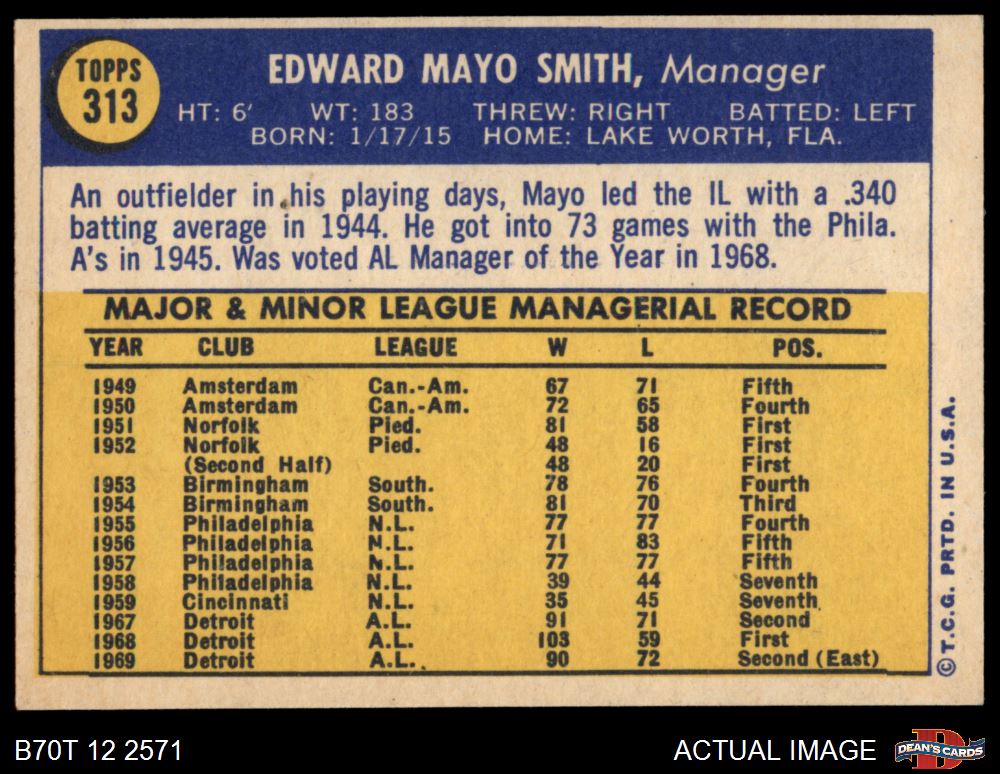 TOPPS
313
EDWARD MAYO SMITH, Manager
HT: 6' WT: 183 THREW: RIGHT BATTED: LEFT
BORN: 1/17/15 HOME: LAKE WORTH, FLA.
An outfielder in his playing days, Mayo led the IL with a .340
batting average in 1944. He got into 73 games with the Phila.
A's in 1945. Was voted AL Manager of the Year in 1968.
MAJOR & MINOR LEAGUE MANAGERIAL RECORD
YEAR CLUB LEAGUE W L POS.
1949 Amsterdam Can.-Am. 67 71 Fifth
1950 Amsterdam Can.-Am. 72 65 Fourth
1951 Norfolk Pied. 81 58 First
1952 Norfolk Pied. 48 16 First
(Second Half) 48 20 First
1953 Birmingham South. 78 76 Fourth
1954 Birmingham South. 81 70 Third
1955 Philadelphia N.L. 77 77 Fourth
1956 Philadelphia N.L. 71 83 Fifth
1957 Philadelphia N.L. 77 77 Fifth
1958 Philadelphia N.L. 39 44 Seventh
1959 Cincinnati N.L. 35 45 Seventh
1967 Detroit A.L. 91 71 Second
1968 Detroit A.L. 103 59 First
1969 Detroit A.L. 90 72 Second (East)
© T.C.G. PRTD. IN U.S.A.
B70T 12 2571
ACTUAL IMAGE
D
DEAN'S CARDS